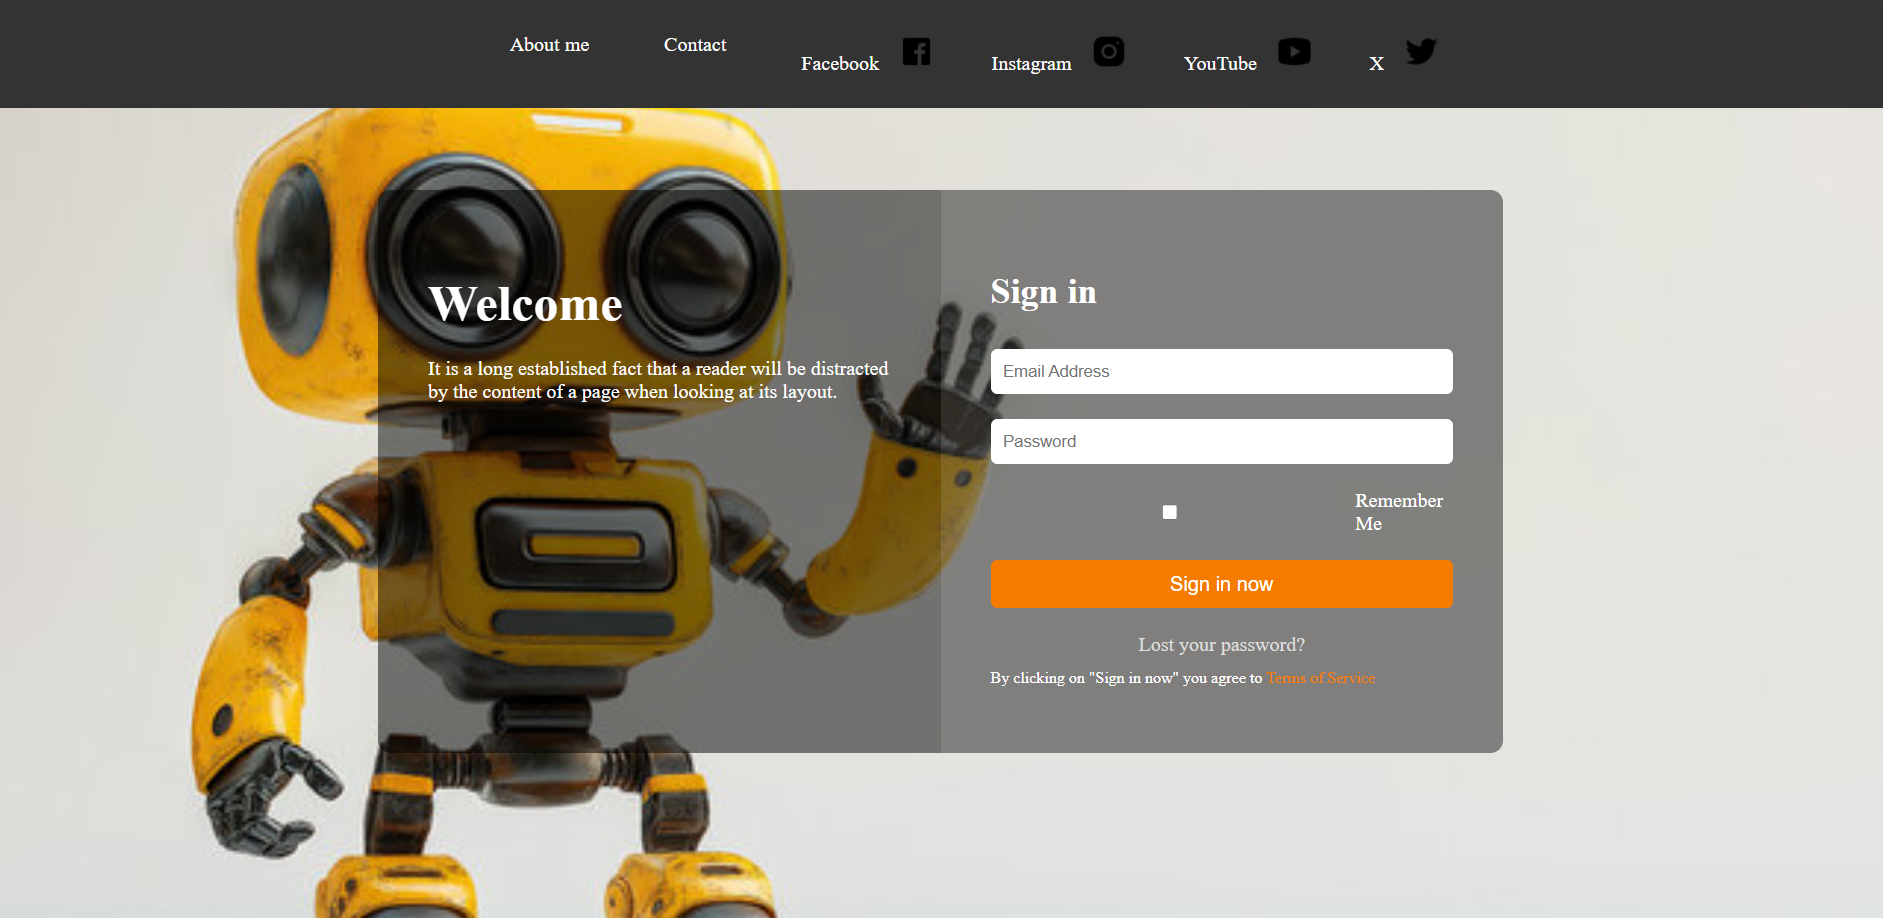 About me
Contact
Facebook
Instagram
YouTube
X
Welcome
It is a long established fact that a reader will be distracted
by the content of a page when looking at its layout.
Sign in
Email Address
Password
Remember
Me
Sign in now
Lost your password?
By clicking on "Sign in now" you agree to Terms of Service